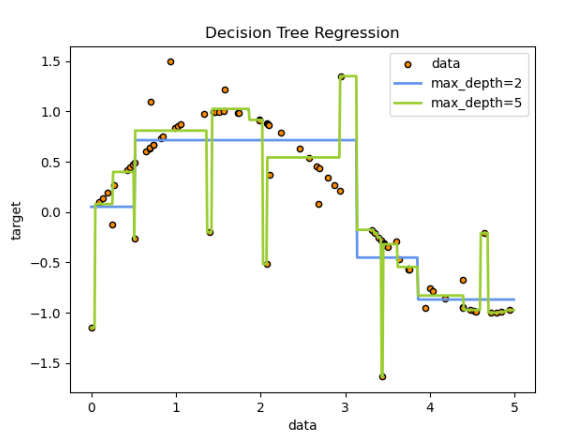 Decision Tree Regression
1.5
1.0
0.5
0.0
−0.5
−1.0
−1.5
target
data
max_depth=2
max_depth=5
0 1 2 3 4 5
data